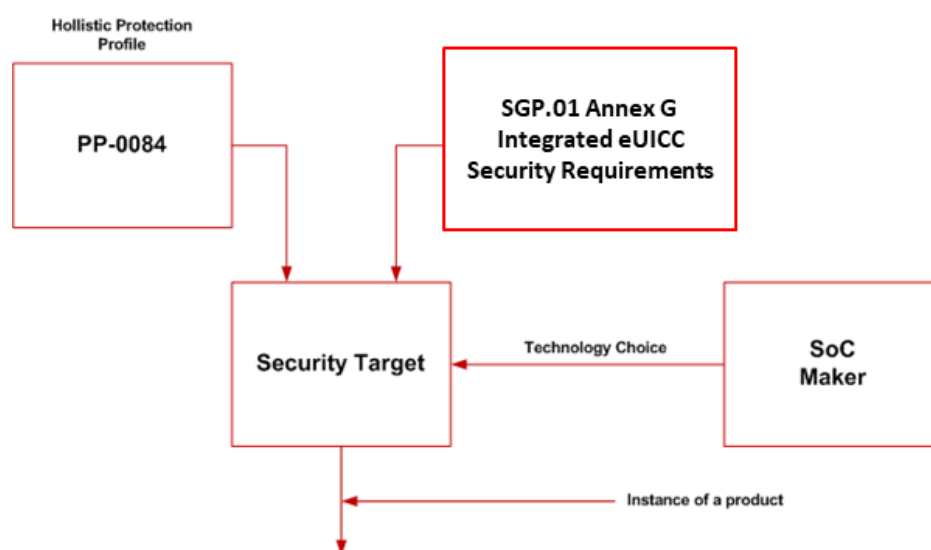 Hollistic Protection
Profile
PP-0084
SGP.01 Annex G
Integrated eUICC
Security Requirements
Security Target
Technology Choice
SoC
Maker
Instance of a product